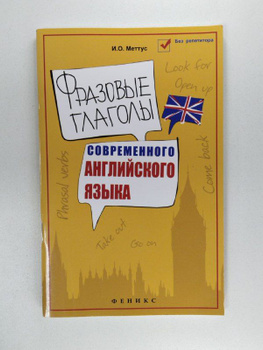 И.О. Меттус
Без репетитора
Look for
Open up
ФРАЗОВЫЕ
ГЛАГОЛЫ
СОВРЕМЕННОГО
АНГЛИЙСКОГО
ЯЗЫКА
Phrasal verbs
Come back
Take out
Go on
ФЕНИКС